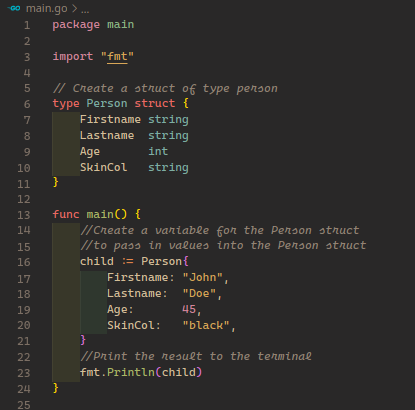 main.go > ...
1 package main
2
3 import "fmt"
4
5 // Create a struct of type person
6 type Person struct {
7     Firstname string
8     Lastname  string
9     Age       int
10     SkinCol   string
11 }
12
13 func main() {
14     //Create a variable for the Person struct
15     //to pass in values into the Person struct
16     child := Person{
17         Firstname: "John",
18         Lastname:  "Doe",
19         Age:       45,
20         SkinCol:   "black",
21     }
22     //Print the result to the terminal
23     fmt.Println(child)
24 }
25